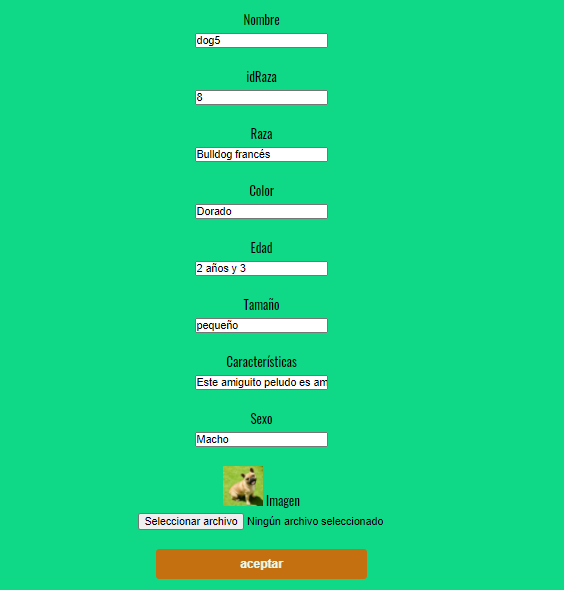 Nombre
dog5
idRaza
8
Raza
Bulldog francés
Color
Dorado
Edad
2 años y 3
Tamaño
pequeño
Características
Este amiguito peludo es am
Sexo
Macho
Imagen
Seleccionar archivo Ningún archivo seleccionado
aceptar